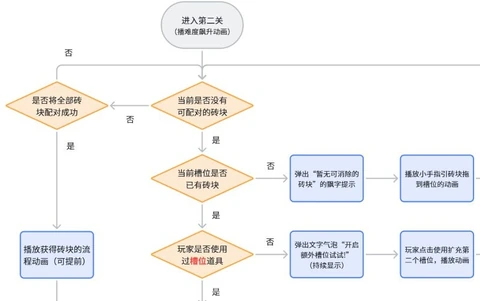 进入第二关
（播难度飙升动画）
否
是否将全部砖
块配对成功
当前是否没有
可配对的砖块
否
是
是
当前槽位是否
已有砖块
否
弹出“暂无可消除的
砖块”的飘字提示
播放小手指引砖块拖
到槽位的动画
是
播放获得砖块的流
程动画（可提前）
玩家是否使用
过槽位道具
否
弹出文字气泡“开启
额外槽位试试!”
（持续显示）
玩家点击使用扩充第
二个槽位，播放动画
是